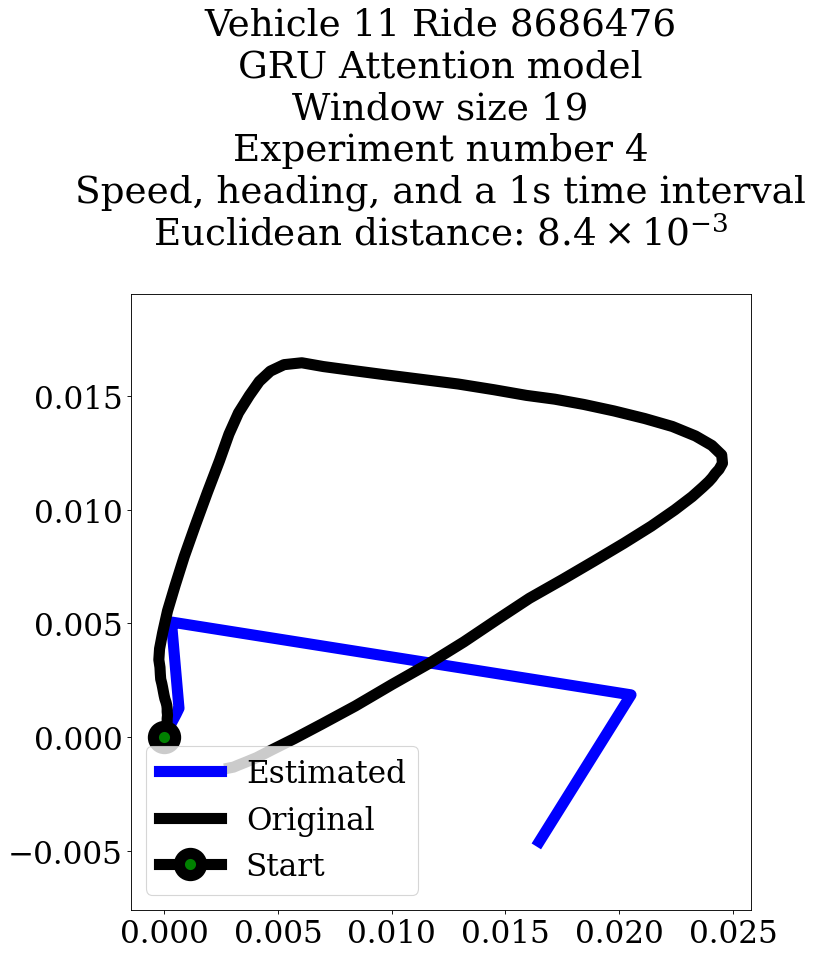 Vehicle 11 Ride 8686476
GRU Attention model
Window size 19
Experiment number 4
Speed, heading, and a 1s time interval
Euclidean distance: 8.4 × 10⁻³
0.015
0.010
0.005
0.000
−0.005
Estimated
Original
Start
0.000 0.005 0.010 0.015 0.020 0.025